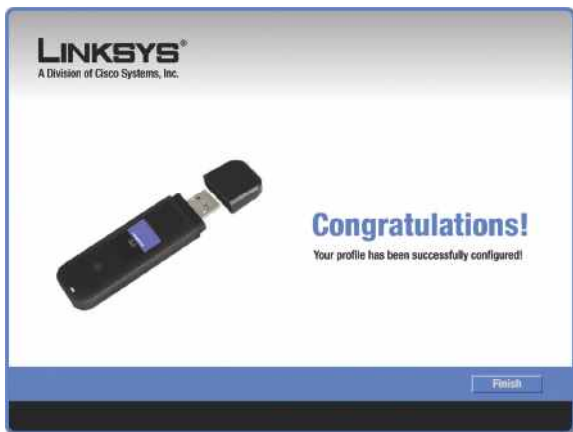 LINKSYS®
A Division of Cisco Systems, Inc.
Congratulations!
Your profile has been successfully configured!
Finish